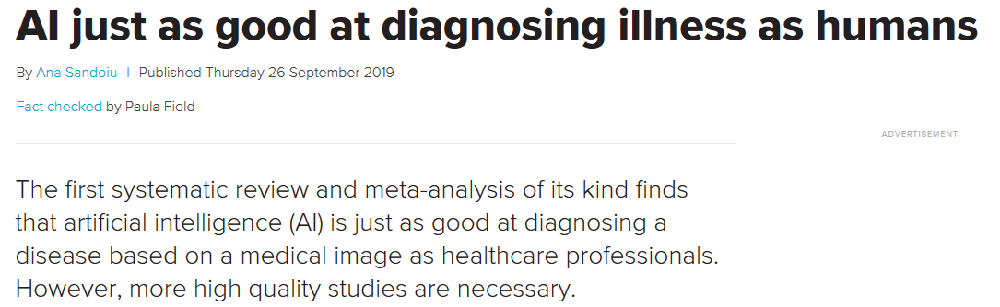 AI just as good at diagnosing illness as humans
By Ana Sandoiu | Published Thursday 26 September 2019
Fact checked by Paula Field
ADVERTISEMENT
The first systematic review and meta-analysis of its kind finds
that artificial intelligence (AI) is just as good at diagnosing a
disease based on a medical image as healthcare professionals.
However, more high quality studies are necessary.